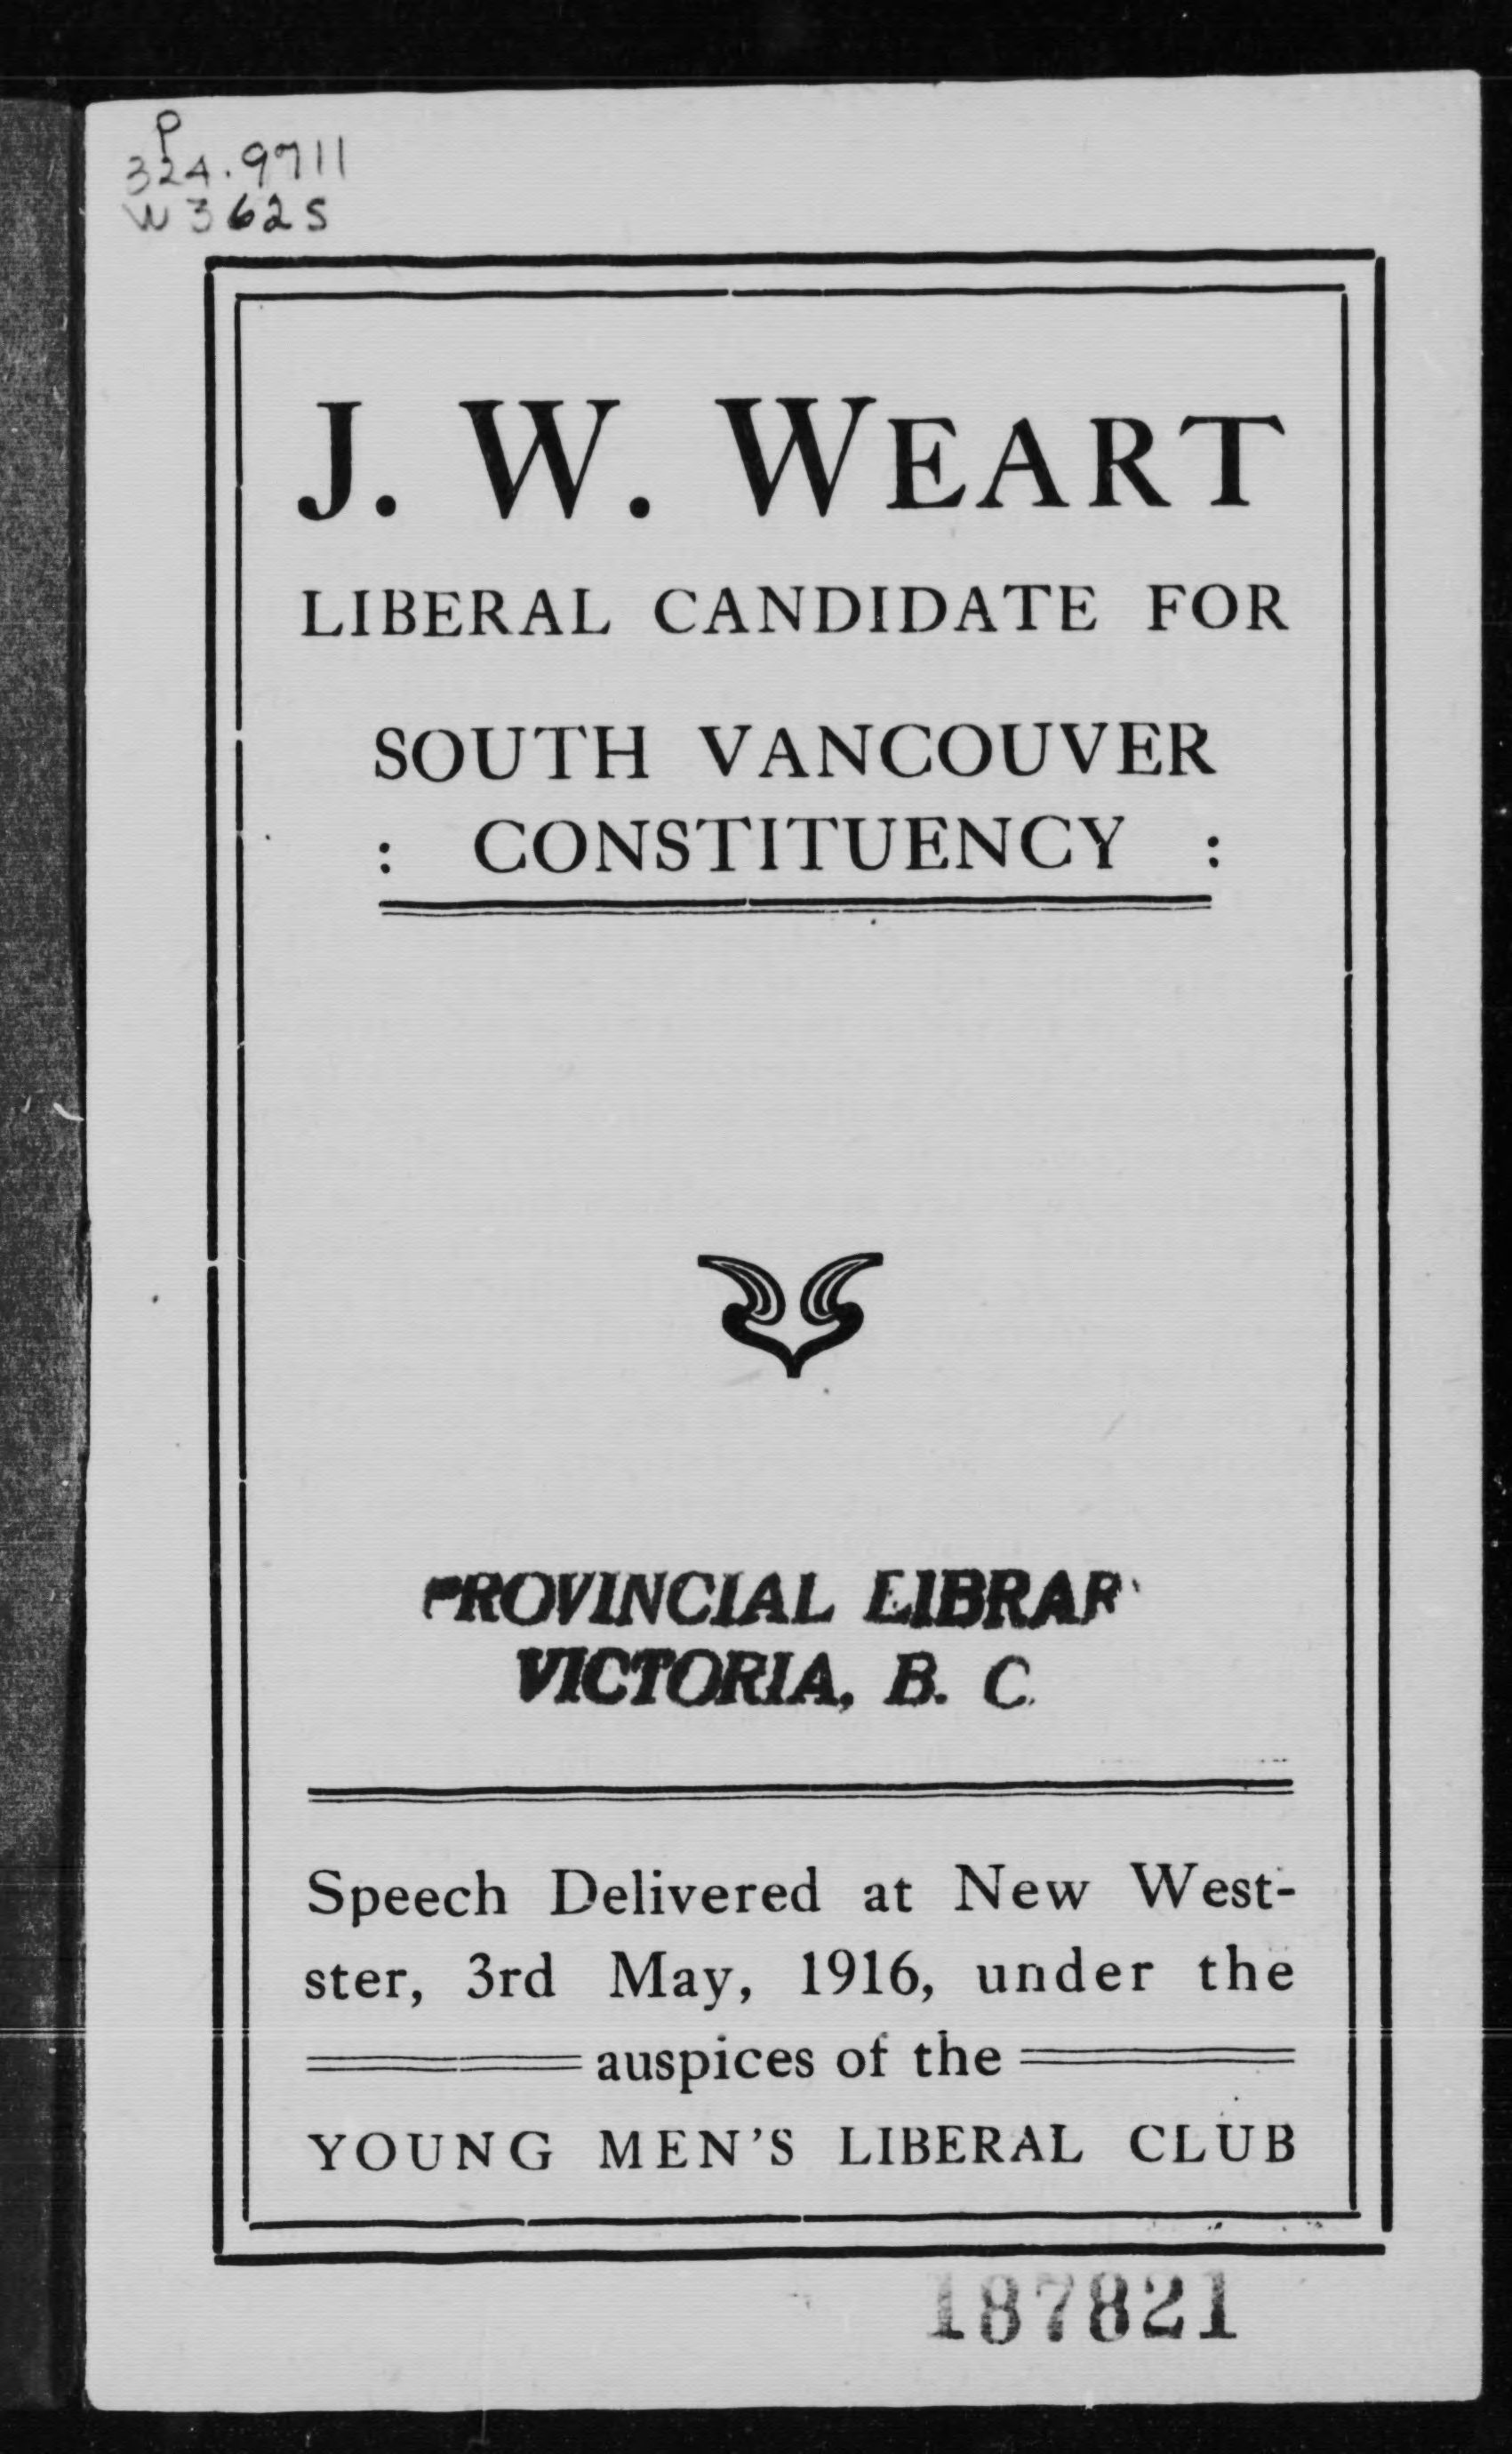 P
324.9711
W362s
J. W. WEART
LIBERAL CANDIDATE FOR
SOUTH VANCOUVER
: CONSTITUENCY :
PROVINCIAL LIBRAR
VICTORIA, B. C.
Speech Delivered at New West-
ster, 3rd May, 1916, under the
auspices of the
YOUNG MEN'S LIBERAL CLUB
187821